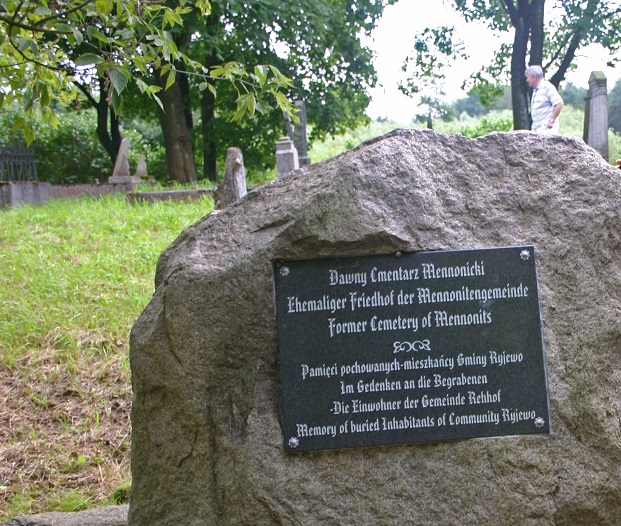 Dawny Cmentarz Mennonicki
Ehemaliger Friedhof der Mennonitengemeinde
Former Cemetery of Mennonits
Pamięci pochowanych-mieszkańcy Gminy Ryjewo
Im Gedenken an die Begrabenen
-Die Einwohner der Gemeinde Rehhof
Memory of buried Inhabitants of Community Ryjewo